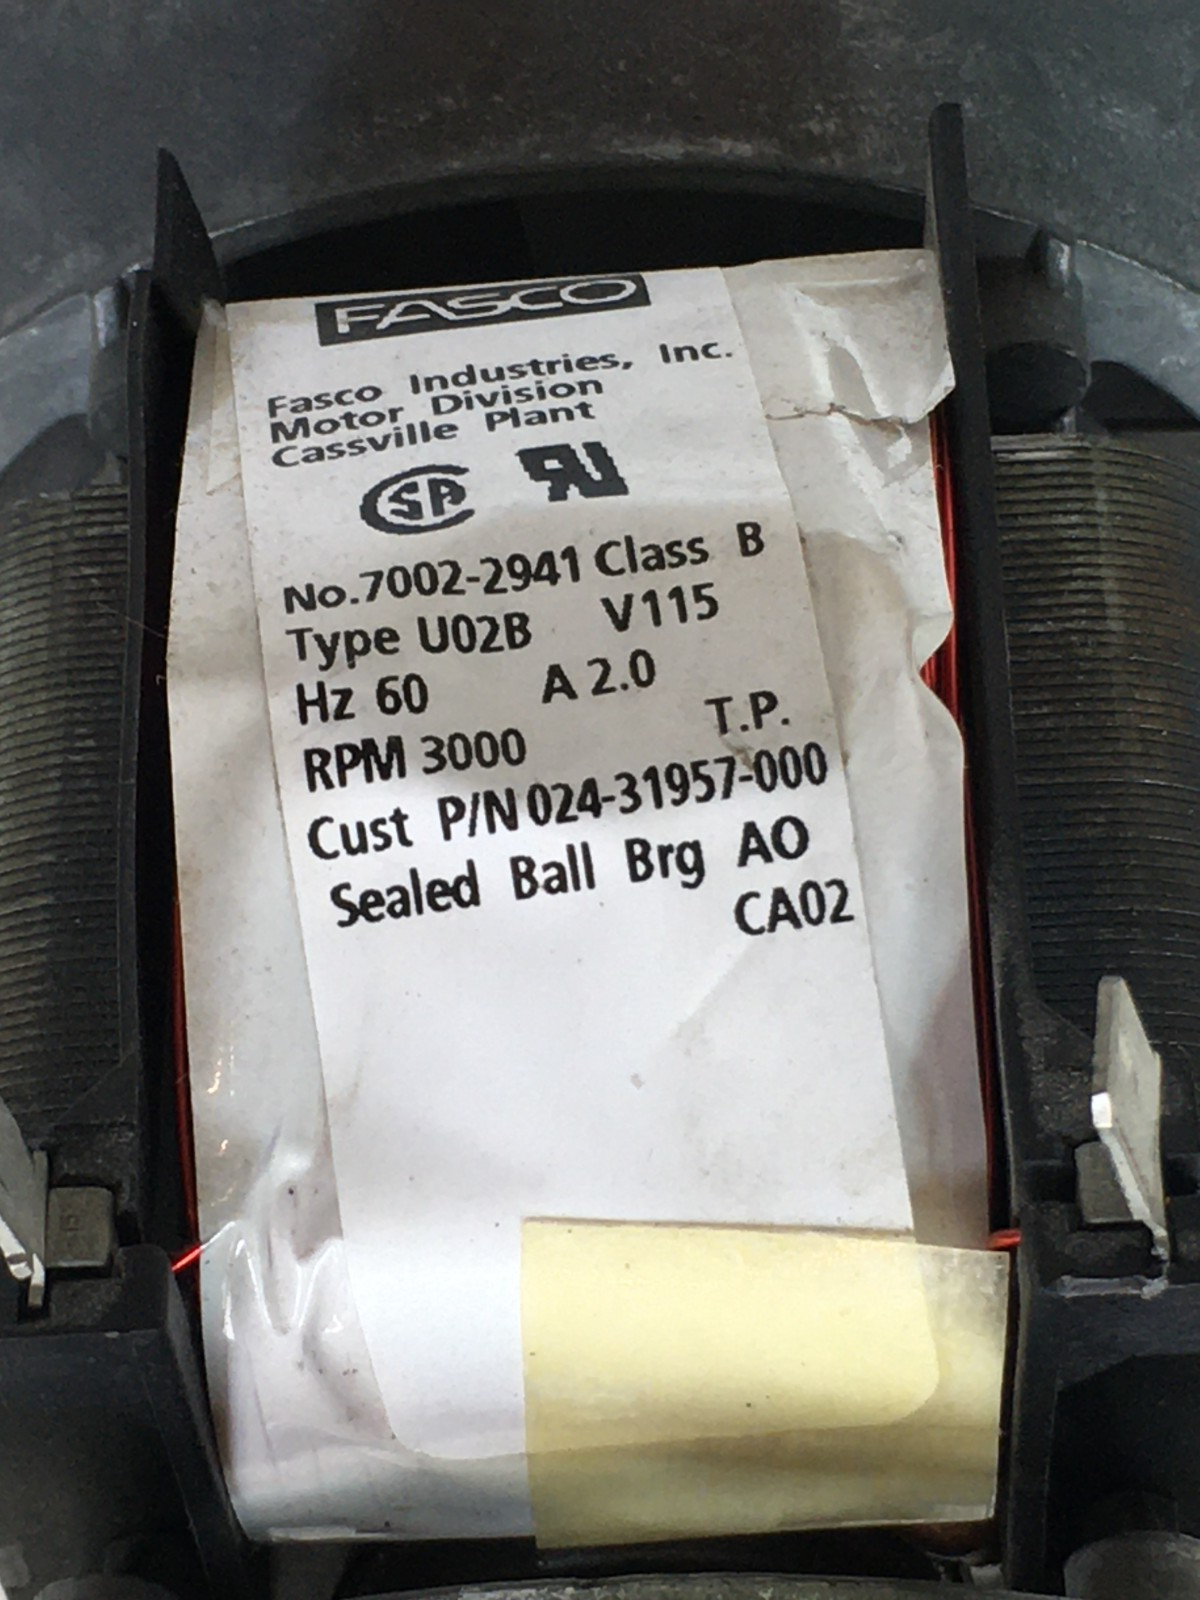 FASCO
Fasco Industries, Inc.
Motor Division
Cassville Plant
No.7002-2941 Class B
Type U02B V115
Hz 60 A 2.0
RPM 3000 T.P.
Cust P/N 024-31957-000
Sealed Ball Brg AO
CA02